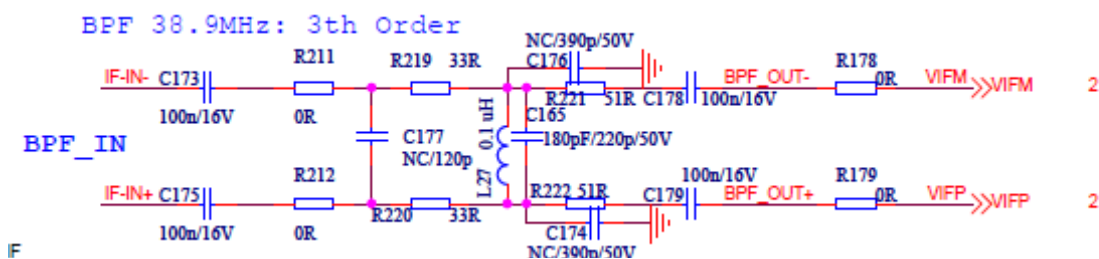 BPF 38.9MHz: 3th Order
NC/390p/50V
R211 R219 33R C176 R178
IF-IN- C173 BPF_OUT- 0R VIFM VIFM 2
R221 51R C178 100n/16V
100n/16V 0R 0.1 uH C165
C177 180pF/220p/50V
BPF_IN NC/120p
L27 100n/16V
R212 R222 51R C179 R179
IF-IN+ C175 BPF_OUT+ 0R VIFP VIFP 2
R220 33R
100n/16V 0R C174
NC/390p/50V
IF